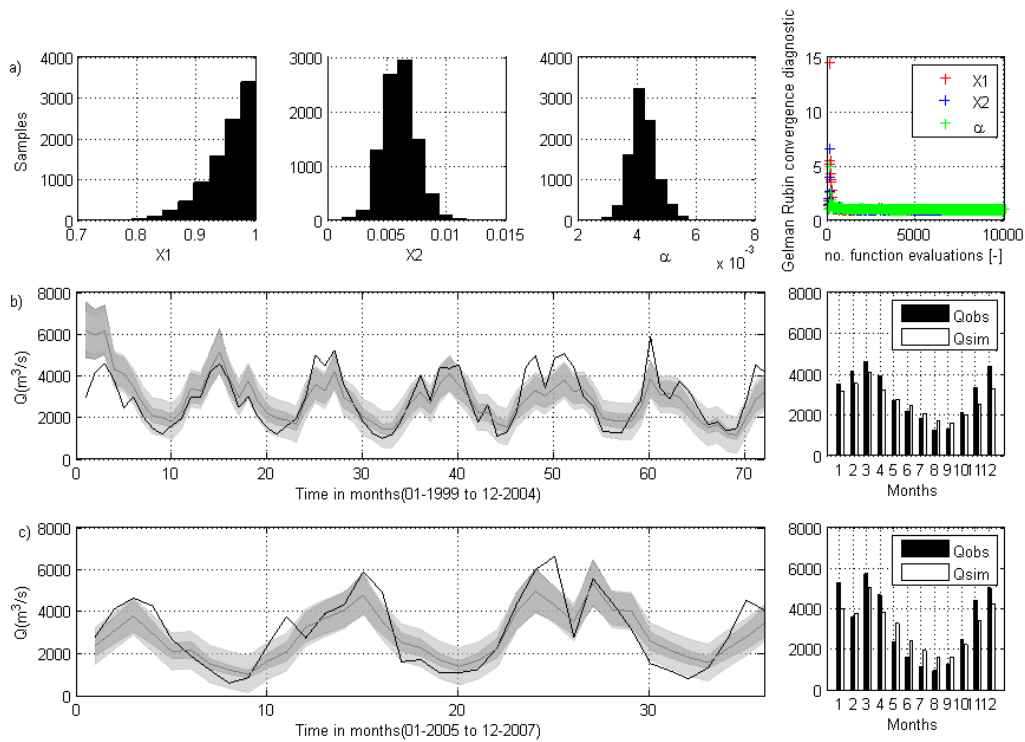 a)
Samples
4000
3000
2000
1000
0
0.7 0.8 0.9 1
X1
3000
2000
1000
0
0 0.005 0.01 0.015
X2
4000
3000
2000
1000
0
2 4 6 8
α
x 10^-3
Gelman Rubin convergence diagnostic
15
10
5
0
0 5000 10000
no. function evaluations [-]
X1
X2
α
b)
Q(m³/s)
8000
6000
4000
2000
0
0 10 20 30 40 50 60 70
Time in months(01-1999 to 12-2004)
8000
6000
4000
2000
0
Qobs
Qsim
1 2 3 4 5 6 7 8 9 10 11 12
Months
c)
Q(m³/s)
8000
6000
4000
2000
0
0 10 20 30
Time in months(01-2005 to 12-2007)
8000
6000
4000
2000
0
Qobs
Qsim
1 2 3 4 5 6 7 8 9 10 11 12
Months